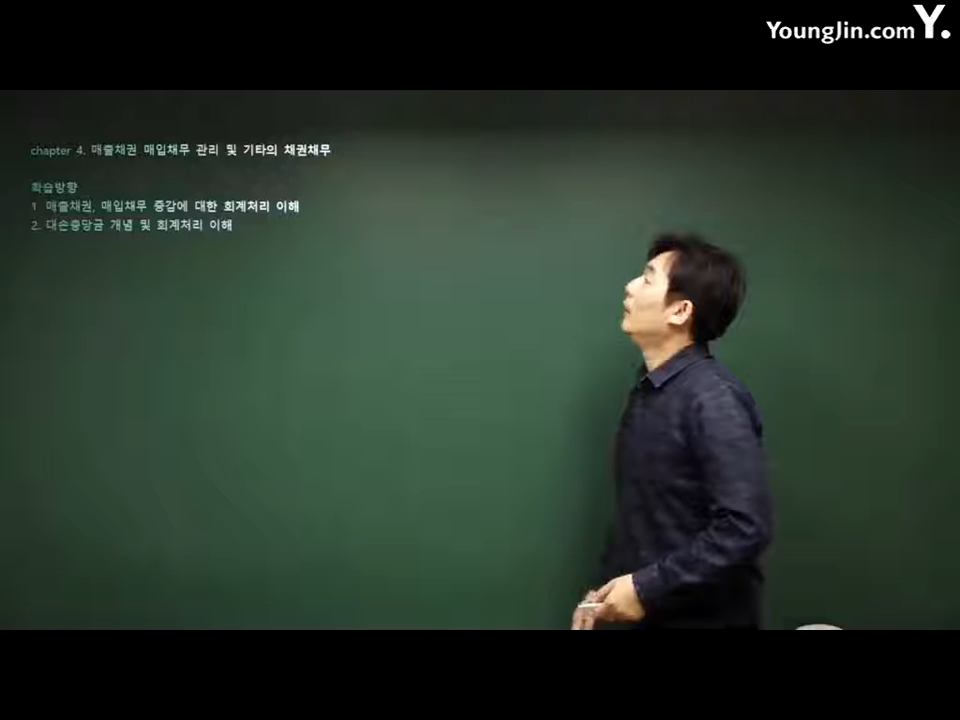 YoungJin.com Y.
chapter 4. 매출채권 매입채무 관리 및 기타의 채권채무
학습방향
1 매출채권, 매입채무 증감에 대한 회계처리 이해
2. 대손충당금 개념 및 회계처리 이해